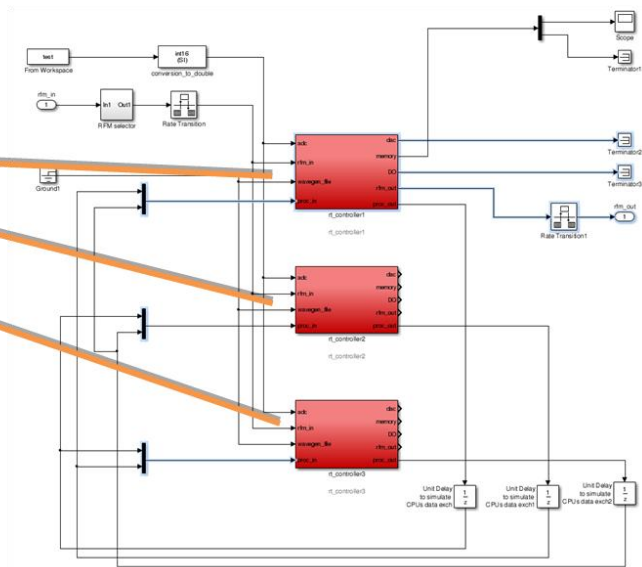 test
From Workspace
int16
(SI)
conversion_to_double
Scope
Terminator1
rfm_in
1
In1 Out1
RFM selector
Rate Transition
Ground1
adc
rfm_in
wavegen_file
proc_in
dac
memory
DO
rfm_out
proc_out
rt_controller1
rt_controller1
Terminator2
Terminator3
Rate Transition1
rfm_out
1
adc
rfm_in
wavegen_file
proc_in
dac
memory
DO
rfm_out
proc_out
rt_controller2
rt_controller2
adc
rfm_in
wavegen_file
proc_in
dac
memory
DO
rfm_out
proc_out
rt_controller3
rt_controller3
Unit Delay
to simulate
CPUs data exch
1
z
Unit Delay
to simulate
CPUs data exch1
1
z
Unit Delay
to simulate
CPUs data exch2
1
z